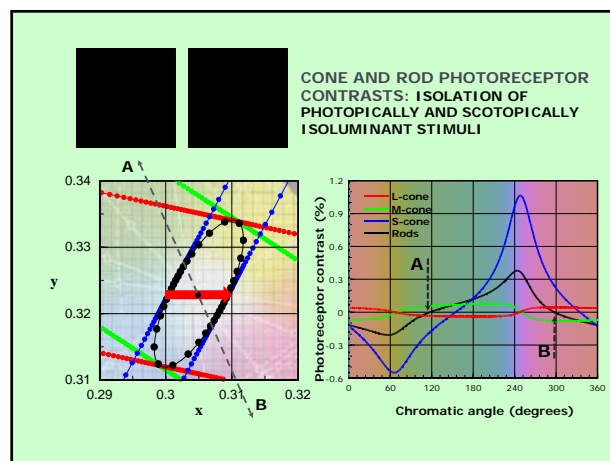 CONE AND ROD PHOTORECEPTOR
CONTRASTS: ISOLATION OF
PHOTOPICALLY AND SCOTOPICALLY
ISOLUMINANT STIMULI
A
0.34
0.33
y
0.32
0.31
0.29
0.3
0.31
0.32
x
B
Photoreceptor contrast (%)
1.2
0.9
0.6
0.3
0
-0.3
-0.6
L-cone
M-cone
S-cone
Rods
A
B
0
60
120
180
240
300
360
Chromatic angle (degrees)